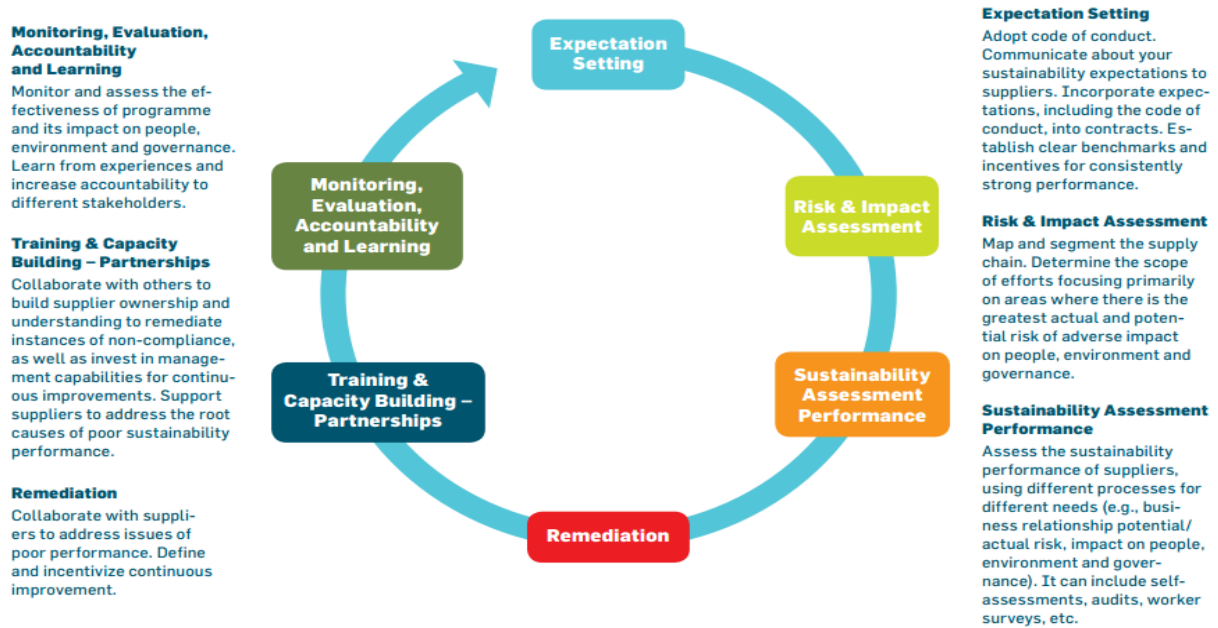 Monitoring, Evaluation,
Accountability
and Learning
Monitor and assess the ef-
fectiveness of programme
and its impact on people,
environment and governance.
Learn from experiences and
increase accountability to
different stakeholders.
Training & Capacity
Building – Partnerships
Collaborate with others to
build supplier ownership and
understanding to remediate
instances of non-compliance,
as well as invest in manage-
ment capabilities for continu-
ous improvements. Support
suppliers to address the root
causes of poor sustainability
performance.
Remediation
Collaborate with suppli-
ers to address issues of
poor performance. Define
and incentivize continuous
improvement.
Expectation
Setting
Risk & Impact
Assessment
Sustainability
Assessment
Performance
Remediation
Training &
Capacity Building –
Partnerships
Monitoring,
Evaluation,
Accountability
and Learning
Expectation Setting
Adopt code of conduct.
Communicate about your
sustainability expectations to
suppliers. Incorporate expec-
tations, including the code of
conduct, into contracts. Es-
tablish clear benchmarks and
incentives for consistently
strong performance.
Risk & Impact Assessment
Map and segment the supply
chain. Determine the scope
of efforts focusing primarily
on areas where there is the
greatest actual and poten-
tial risk of adverse impact
on people, environment and
governance.
Sustainability Assessment
Performance
Assess the sustainability
performance of suppliers,
using different processes for
different needs (e.g., busi-
ness relationship potential/
actual risk, impact on people,
environment and gover-
nance). It can include self-
assessments, audits, worker
surveys, etc.